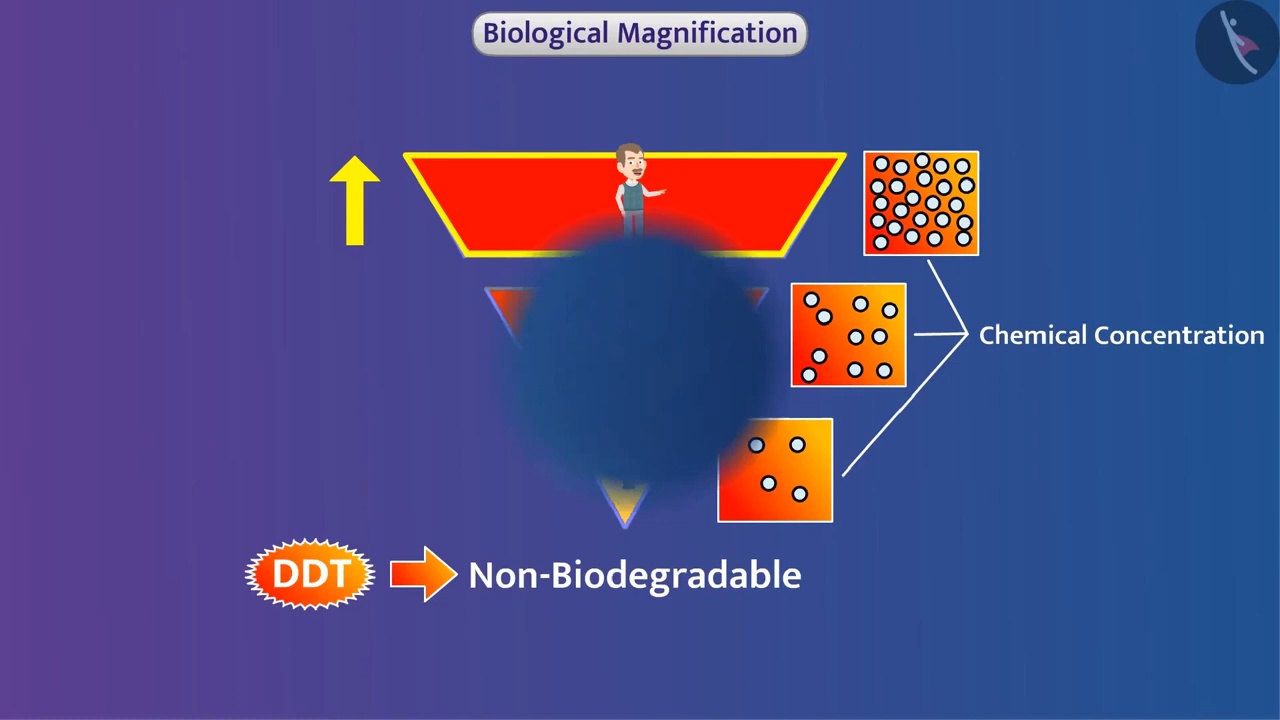 Biological Magnification
Chemical Concentration
DDT
Non-Biodegradable